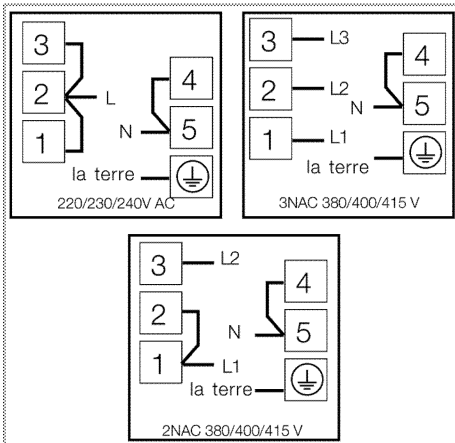 3
2
L
1
4
N
5
la terre
220/230/240V AC
3
L3
2
L2
1
L1
4
N
5
la terre
3NAC 380/400/415 V
3
L2
2
1
L1
4
N
5
la terre
2NAC 380/400/415 V